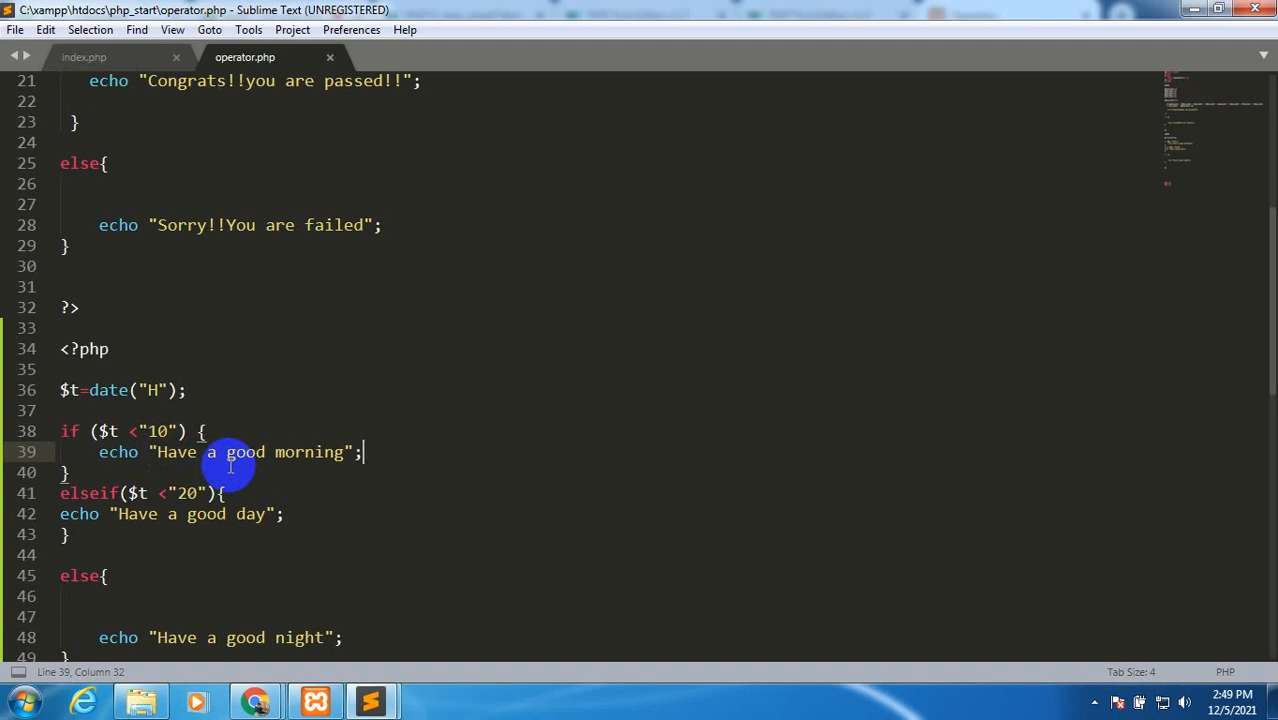 C:\xampp\htdocs\php_start\operator.php - Sublime Text (UNREGISTERED)
File Edit Selection View Find Goto Tools Project Preferences Help
index.php
operator.php
21 echo "Congrats!!you are passed!!";
22
23 }
24
25 else{
26
27
28 echo "Sorry!!You are failed";
29 }
30
31
32 ?>
33
34 <?php
35
36 $t=date("H");
37
38 if ($t <"10") {
39 echo "Have a good morning";
40 }
41 elseif($t <"20"){
42 echo "Have a good day";
43 }
44
45 else{
46
47
48 echo "Have a good night";
49 }
Line 39, Column 32
Tab Size: 4
PHP
2:49 PM
12/5/2021